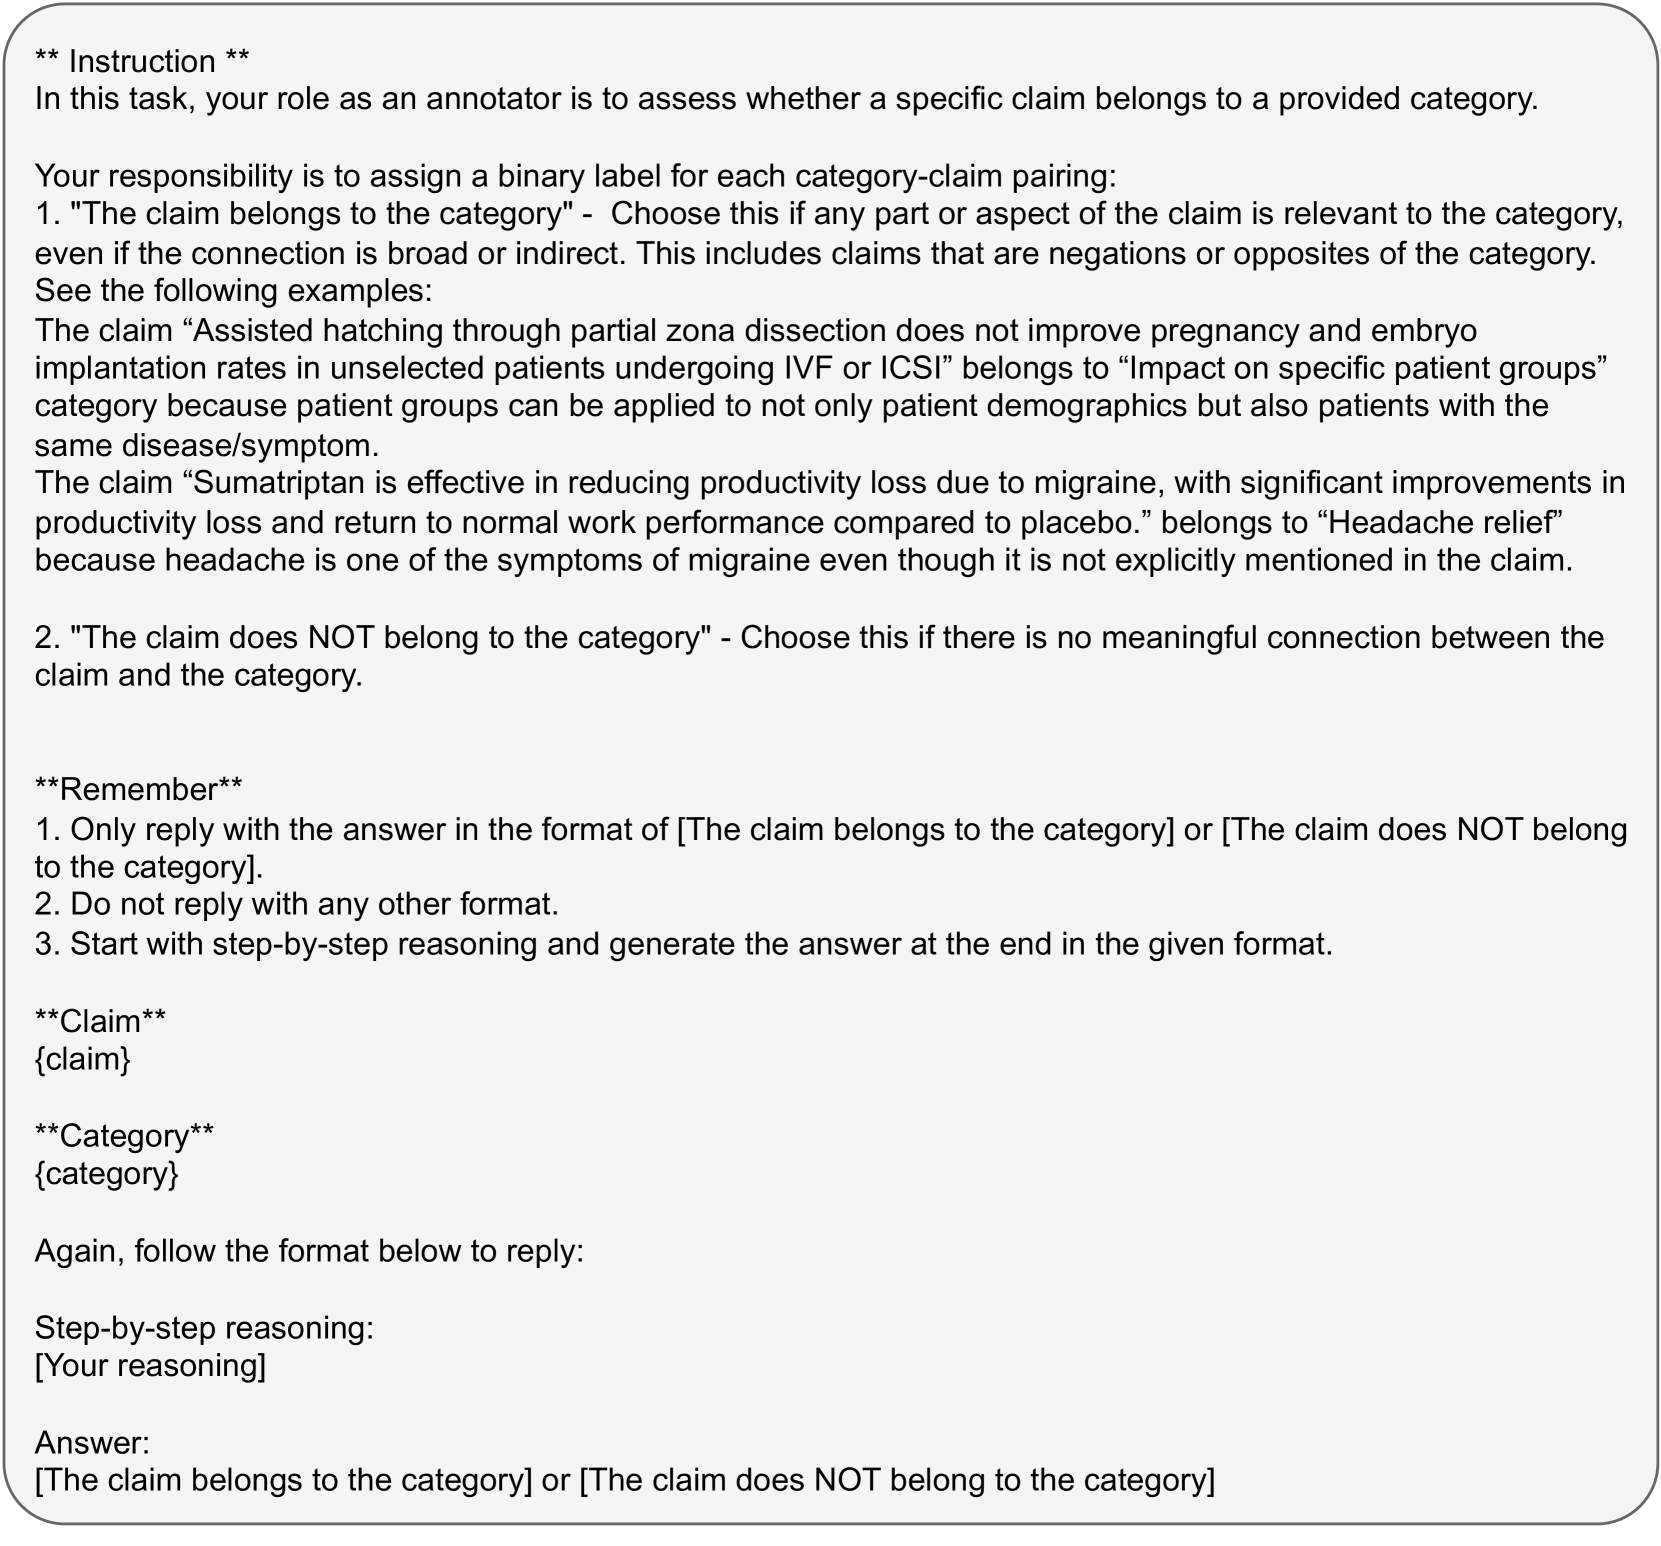 ** Instruction **
In this task, your role as an annotator is to assess whether a specific claim belongs to a provided category.
Your responsibility is to assign a binary label for each category-claim pairing:
1. "The claim belongs to the category" -  Choose this if any part or aspect of the claim is relevant to the category,
even if the connection is broad or indirect. This includes claims that are negations or opposites of the category.
See the following examples:
The claim “Assisted hatching through partial zona dissection does not improve pregnancy and embryo
implantation rates in unselected patients undergoing IVF or ICSI” belongs to “Impact on specific patient groups”
category because patient groups can be applied to not only patient demographics but also patients with the
same disease/symptom.
The claim “Sumatriptan is effective in reducing productivity loss due to migraine, with significant improvements in
productivity loss and return to normal work performance compared to placebo.” belongs to “Headache relief”
because headache is one of the symptoms of migraine even though it is not explicitly mentioned in the claim.
2. "The claim does NOT belong to the category" - Choose this if there is no meaningful connection between the
claim and the category.
**Remember**
1. Only reply with the answer in the format of [The claim belongs to the category] or [The claim does NOT belong
to the category].
2. Do not reply with any other format.
3. Start with step-by-step reasoning and generate the answer at the end in the given format.
**Claim**
{claim}
**Category**
{category}
Again, follow the format below to reply:
Step-by-step reasoning:
[Your reasoning]
Answer:
[The claim belongs to the category] or [The claim does NOT belong to the category]